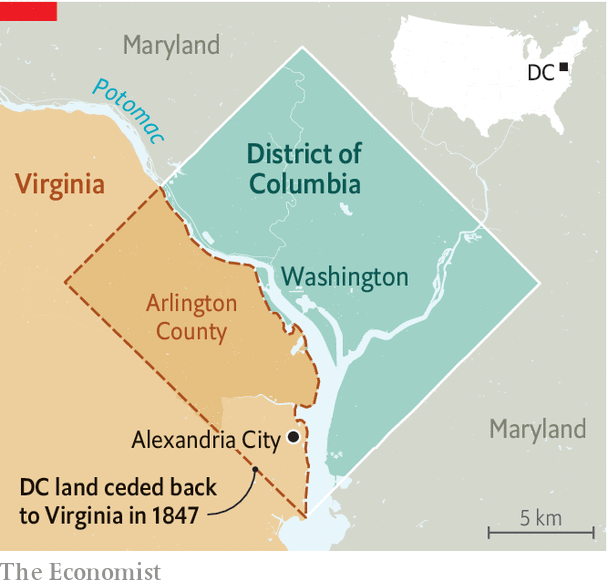 Maryland
DC
Potomac
District of
Columbia
Virginia
Washington
Arlington
County
Maryland
Alexandria City
DC land ceded back
to Virginia in 1847
5 km
The Economist